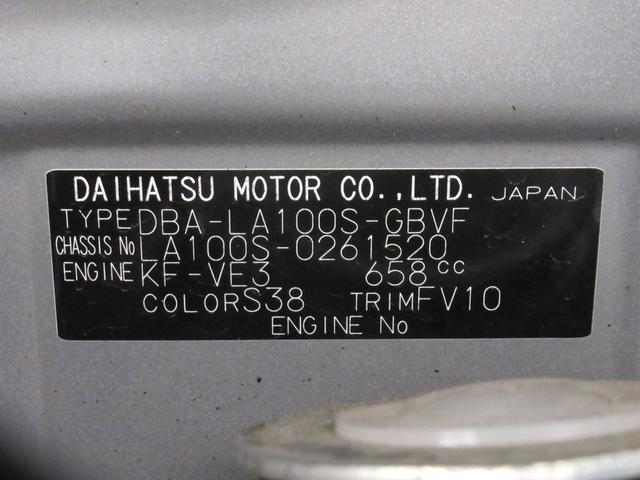 DAIHATSU MOTOR CO.,LTD. JAPAN
TYPE DBA-LA100S-GBVF
CHASSIS No LA100S-0261520
ENGINE KF-VE3 658cc
COLOR S38 TRIM FV10
ENGINE No